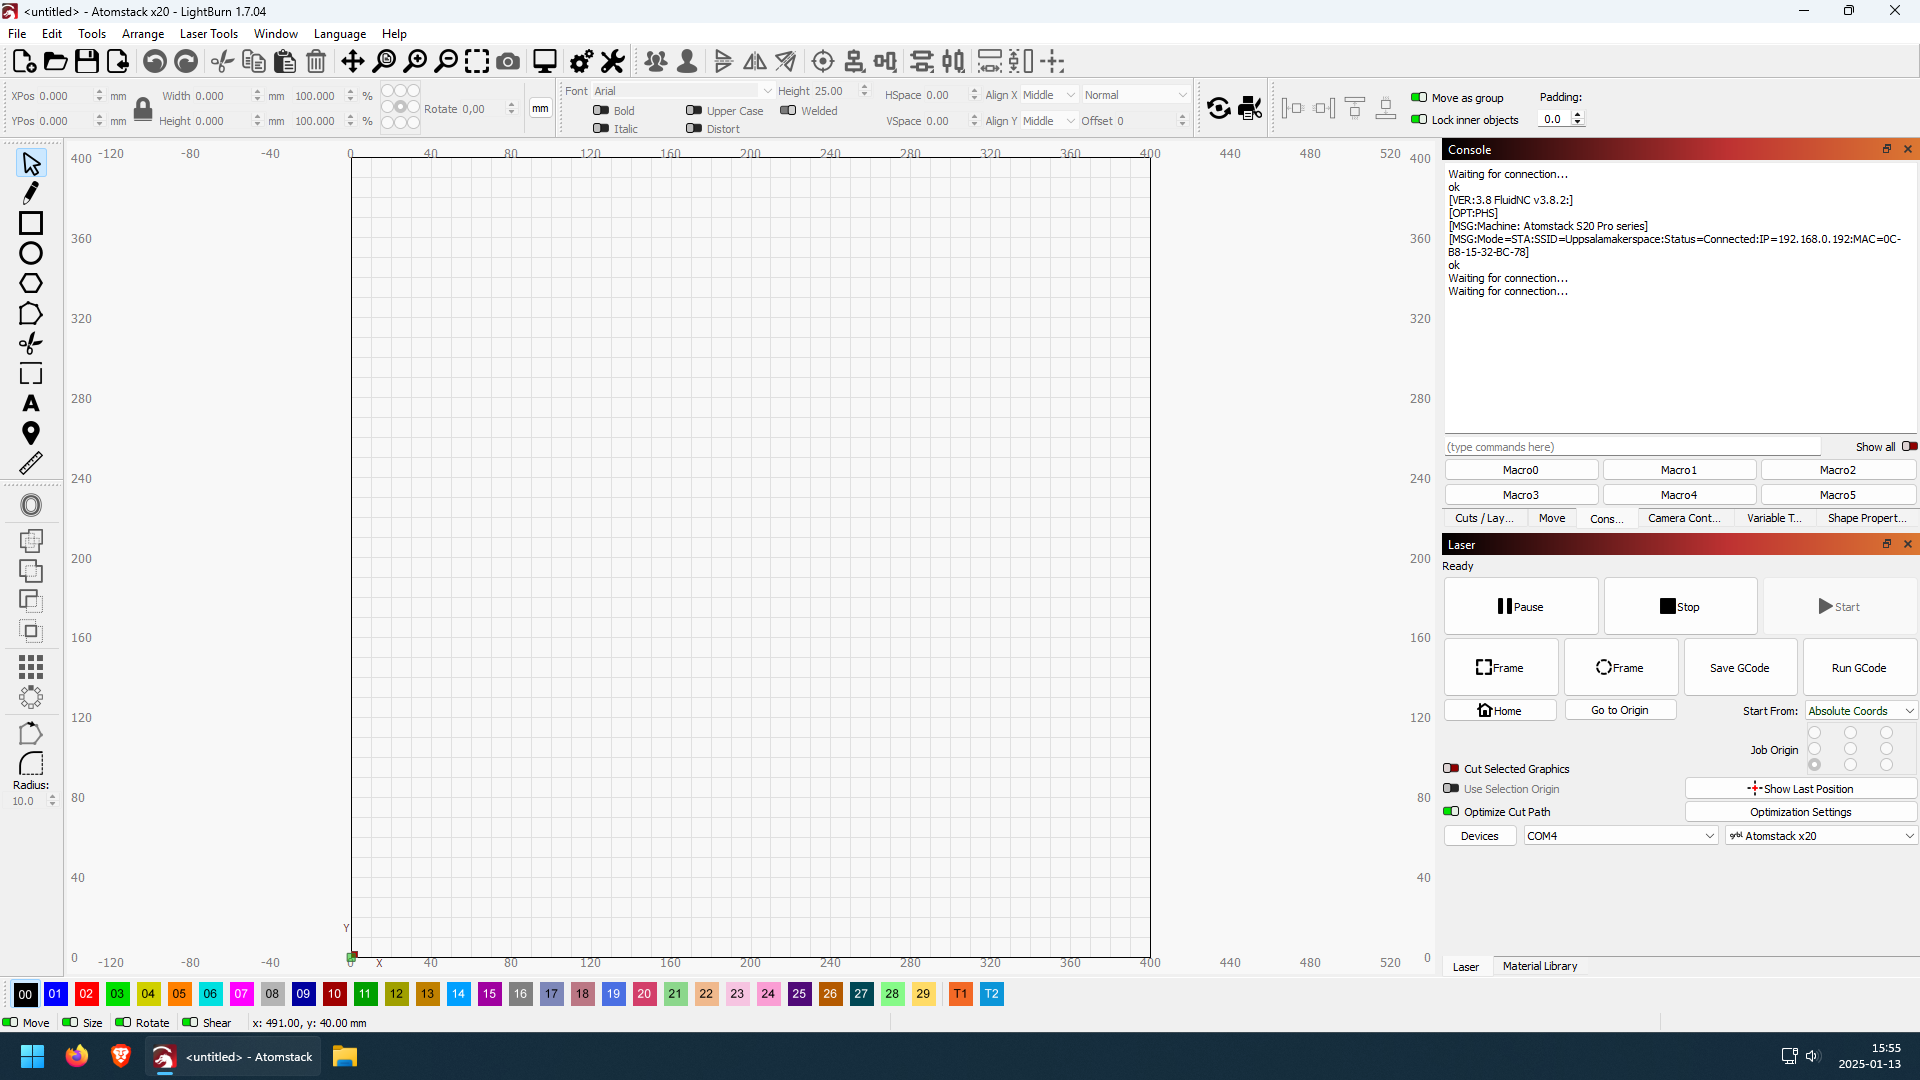 <untitled> - Atomstack x20 - LightBurn 1.7.04
File Edit Tools Arrange Laser Tools Window Language Help
XPos 0.000 mm Width 0.000 mm 100.000 % Rotate 0,00 mm
YPos 0.000 mm Height 0.000 mm 100.000 %
Font Arial Height 25.00 HSpace 0.00 Align X Middle Normal
Bold Upper Case Welded
Italic Distort
VSpace 0.00 Align Y Middle Offset 0
Move as group Padding:
Lock inner objects 0.0
400 -120 -80 -40 0 40 80 120 160 200 240 280 320 360 400 440 480 520 400
360 360
320 320
280 280
240 240
200 200
160 160
120 120
80 80
40 40
Y
0 -120 -80 -40 0 X 40 80 120 160 200 240 280 320 360 400 440 480 520 0
Radius:
10.0
Console
Waiting for connection...
ok
[VER:3.8 FluidNC v3.8.2:]
[OPT:PHS]
[MSG:Machine: Atomstack S20 Pro series]
[MSG:Mode=STA:SSID=Uppsalamakerspace:Status=Connected:IP=192.168.0.192:MAC=0C-
B8-15-32-BC-78]
ok
Waiting for connection...
Waiting for connection...
(type commands here) Show all
Macro0 Macro1 Macro2
Macro3 Macro4 Macro5
Cuts / Lay... Move Cons... Camera Cont... Variable T... Shape Propert...
Laser
Ready
Pause Stop Start
Frame Frame Save GCode Run GCode
Home Go to Origin Start From: Absolute Coords
Job Origin
Cut Selected Graphics
Use Selection Origin Show Last Position
Optimize Cut Path Optimization Settings
Devices COM4 grbl Atomstack x20
Laser Material Library
00 01 02 03 04 05 06 07 08 09 10 11 12 13 14 15 16 17 18 19 20 21 22 23 24 25 26 27 28 29 T1 T2
Move Size Rotate Shear x: 491.00, y: 40.00 mm
<untitled> - Atomstack
15:55
2025-01-13